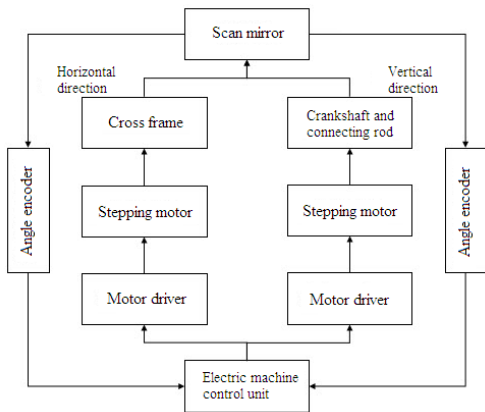 Scan mirror
Horizontal
direction
Vertical
direction
Cross frame
Crankshaft and
connecting rod
Angle encoder
Stepping motor
Stepping motor
Angle encoder
Motor driver
Motor driver
Electric machine
control unit